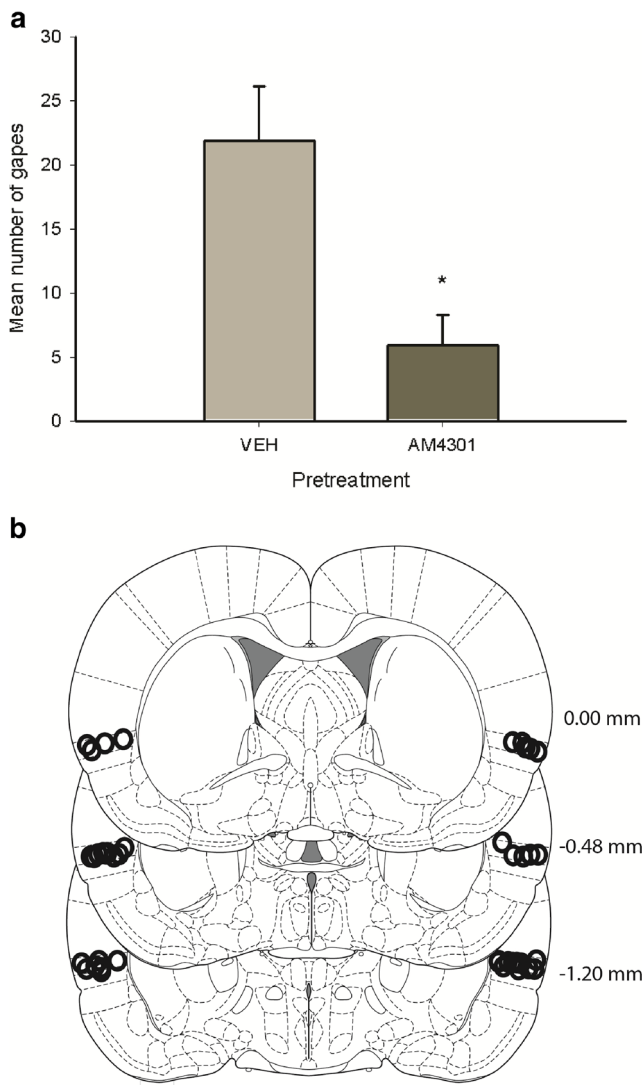 a
30
25
20
15
10
5
0
Mean number of gapes
*
VEH
AM4301
Pretreatment
b
0.00 mm
-0.48 mm
-1.20 mm